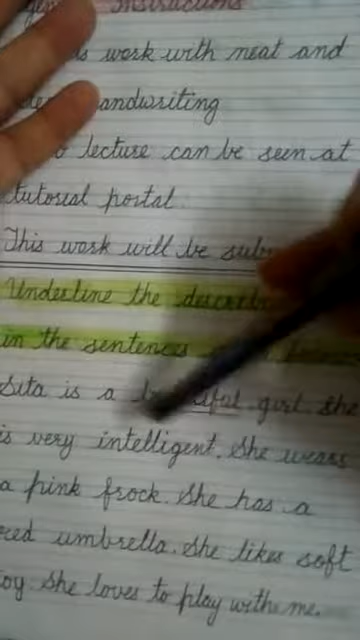 Instructions
work with neat and
handwriting
lecture can be seen at
tutorial portal.
This work will be
Underline the
in the sentences
Sita is a beautiful girl. She
is very intelligent. She wears
a pink frock. She has a
red umbrella. She likes soft
toy. She loves to play with me.